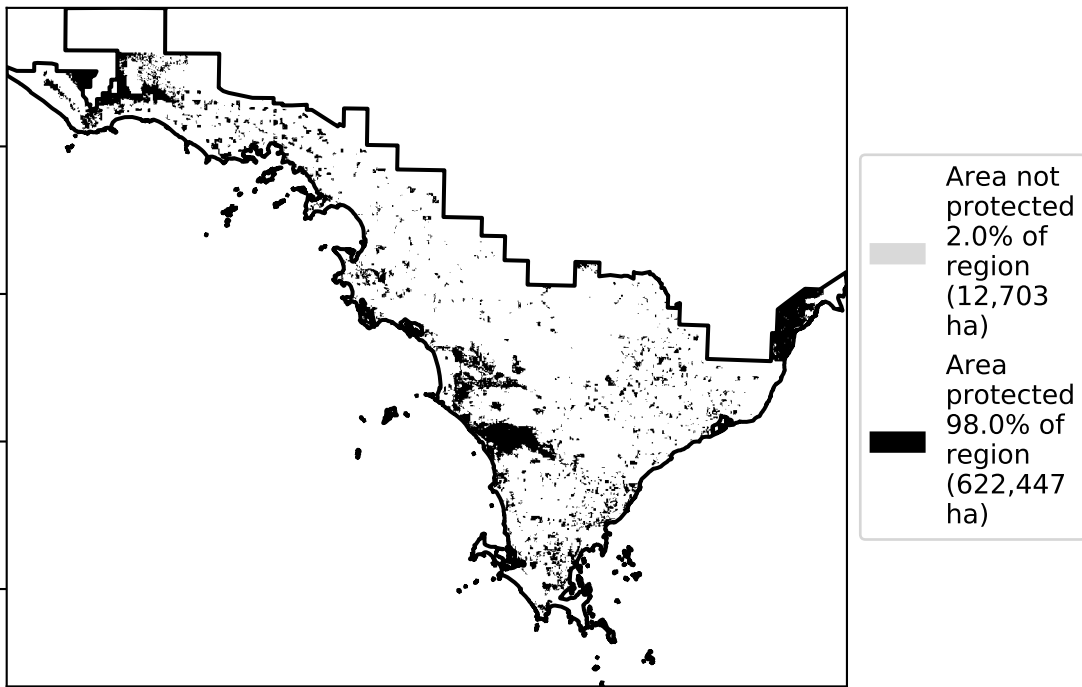 Area not
protected
2.0% of
region
(12,703
ha)
Area
protected
98.0% of
region
(622,447
ha)